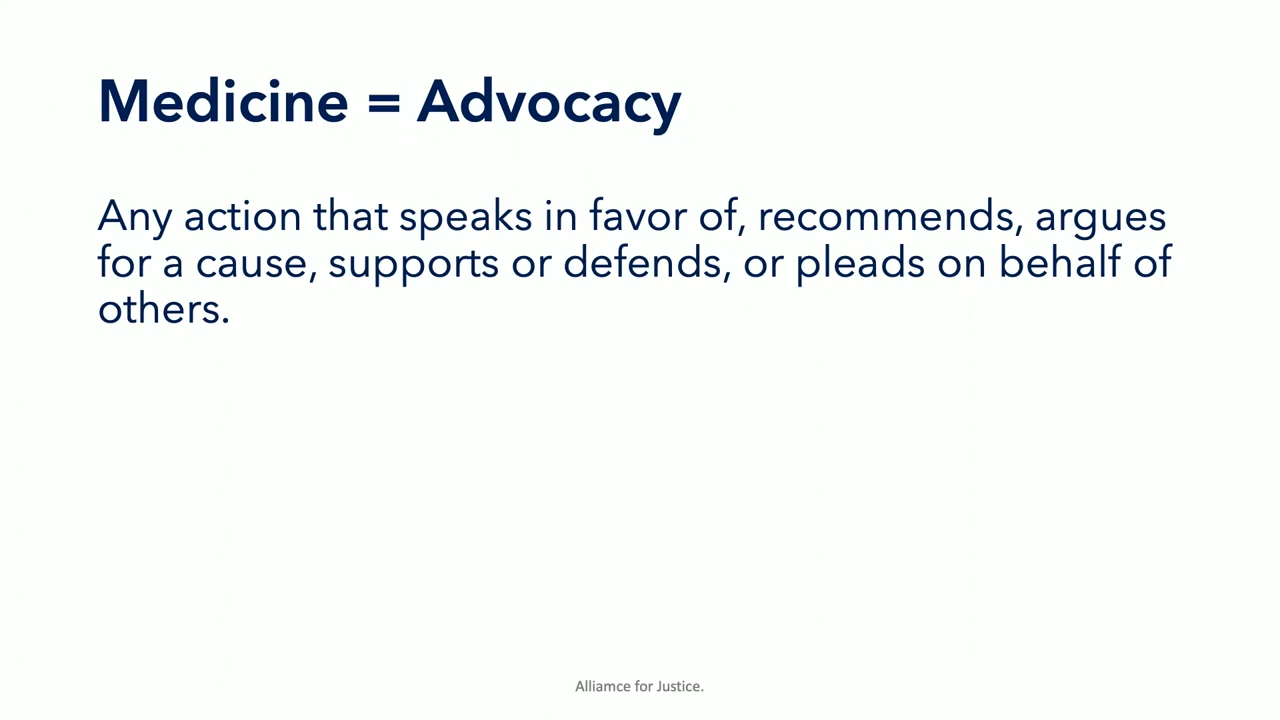 Medicine = Advocacy
Any action that speaks in favor of, recommends, argues
for a cause, supports or defends, or pleads on behalf of
others.
Alliamce for Justice.